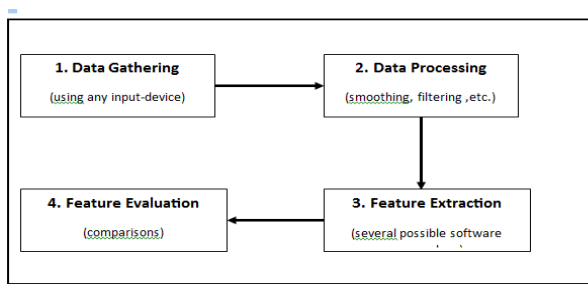 1. Data Gathering
(using any input-device)
2. Data Processing
(smoothing, filtering ,etc.)
3. Feature Extraction
(several possible software
4. Feature Evaluation
(comparisons)